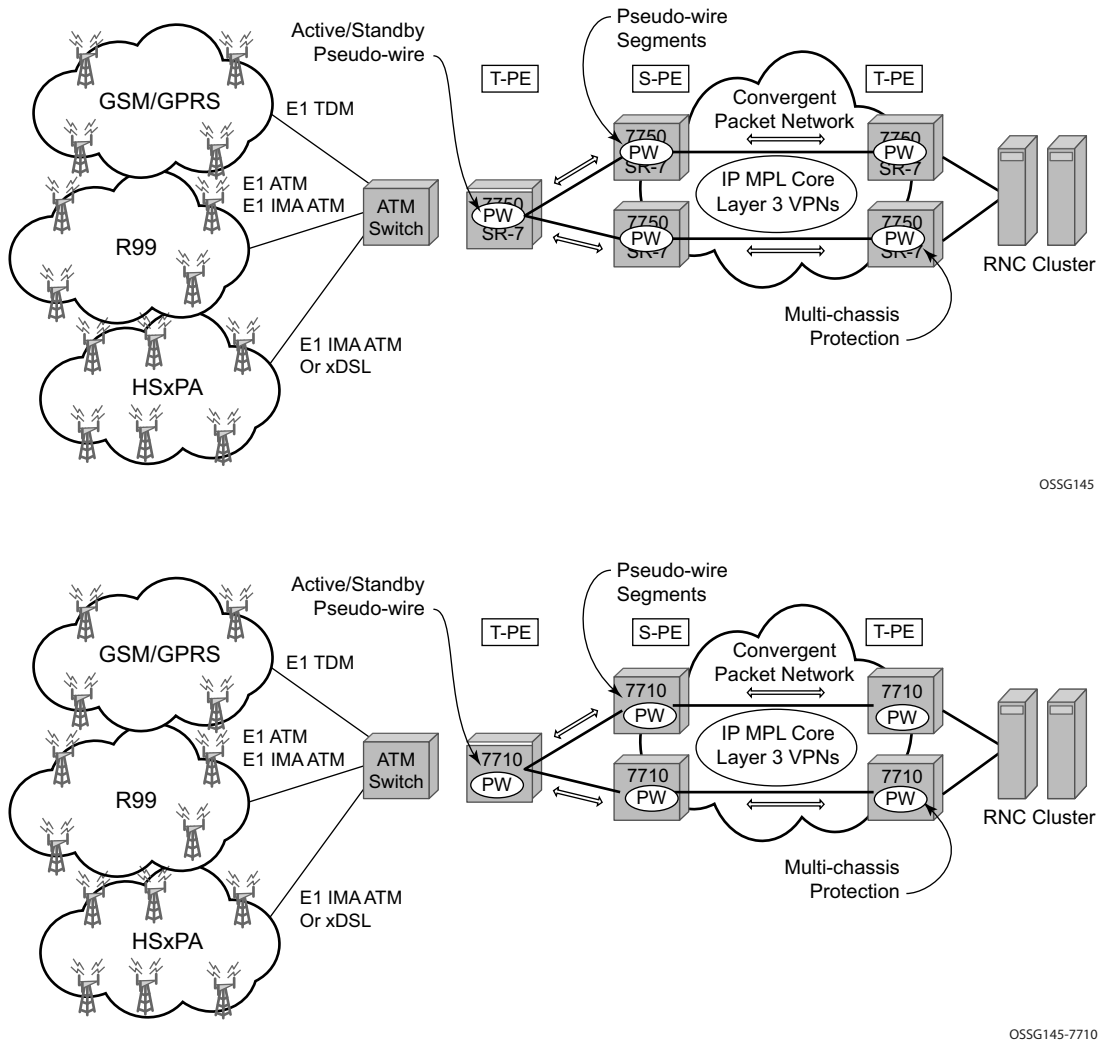 Active/Standby
Pseudo-wire
Pseudo-wire
Segments
T-PE
S-PE
T-PE
GSM/GPRS
E1 TDM
Convergent
Packet Network
7750
PW
SR-7
7750
PW
SR-7
E1 ATM
E1 IMA ATM
ATM
Switch
7750
PW
SR-7
IP MPL Core
Layer 3 VPNs
R99
7750
PW
SR-7
7750
PW
SR-7
RNC Cluster
Multi-chassis
Protection
E1 IMA ATM
Or xDSL
HSxPA
OSSG145
Active/Standby
Pseudo-wire
Pseudo-wire
Segments
T-PE
S-PE
T-PE
GSM/GPRS
E1 TDM
Convergent
Packet Network
7710
PW
7710
PW
E1 ATM
E1 IMA ATM
ATM
Switch
7710
PW
IP MPL Core
Layer 3 VPNs
R99
7710
PW
7710
PW
RNC Cluster
Multi-chassis
Protection
E1 IMA ATM
Or xDSL
HSxPA
OSSG145-7710